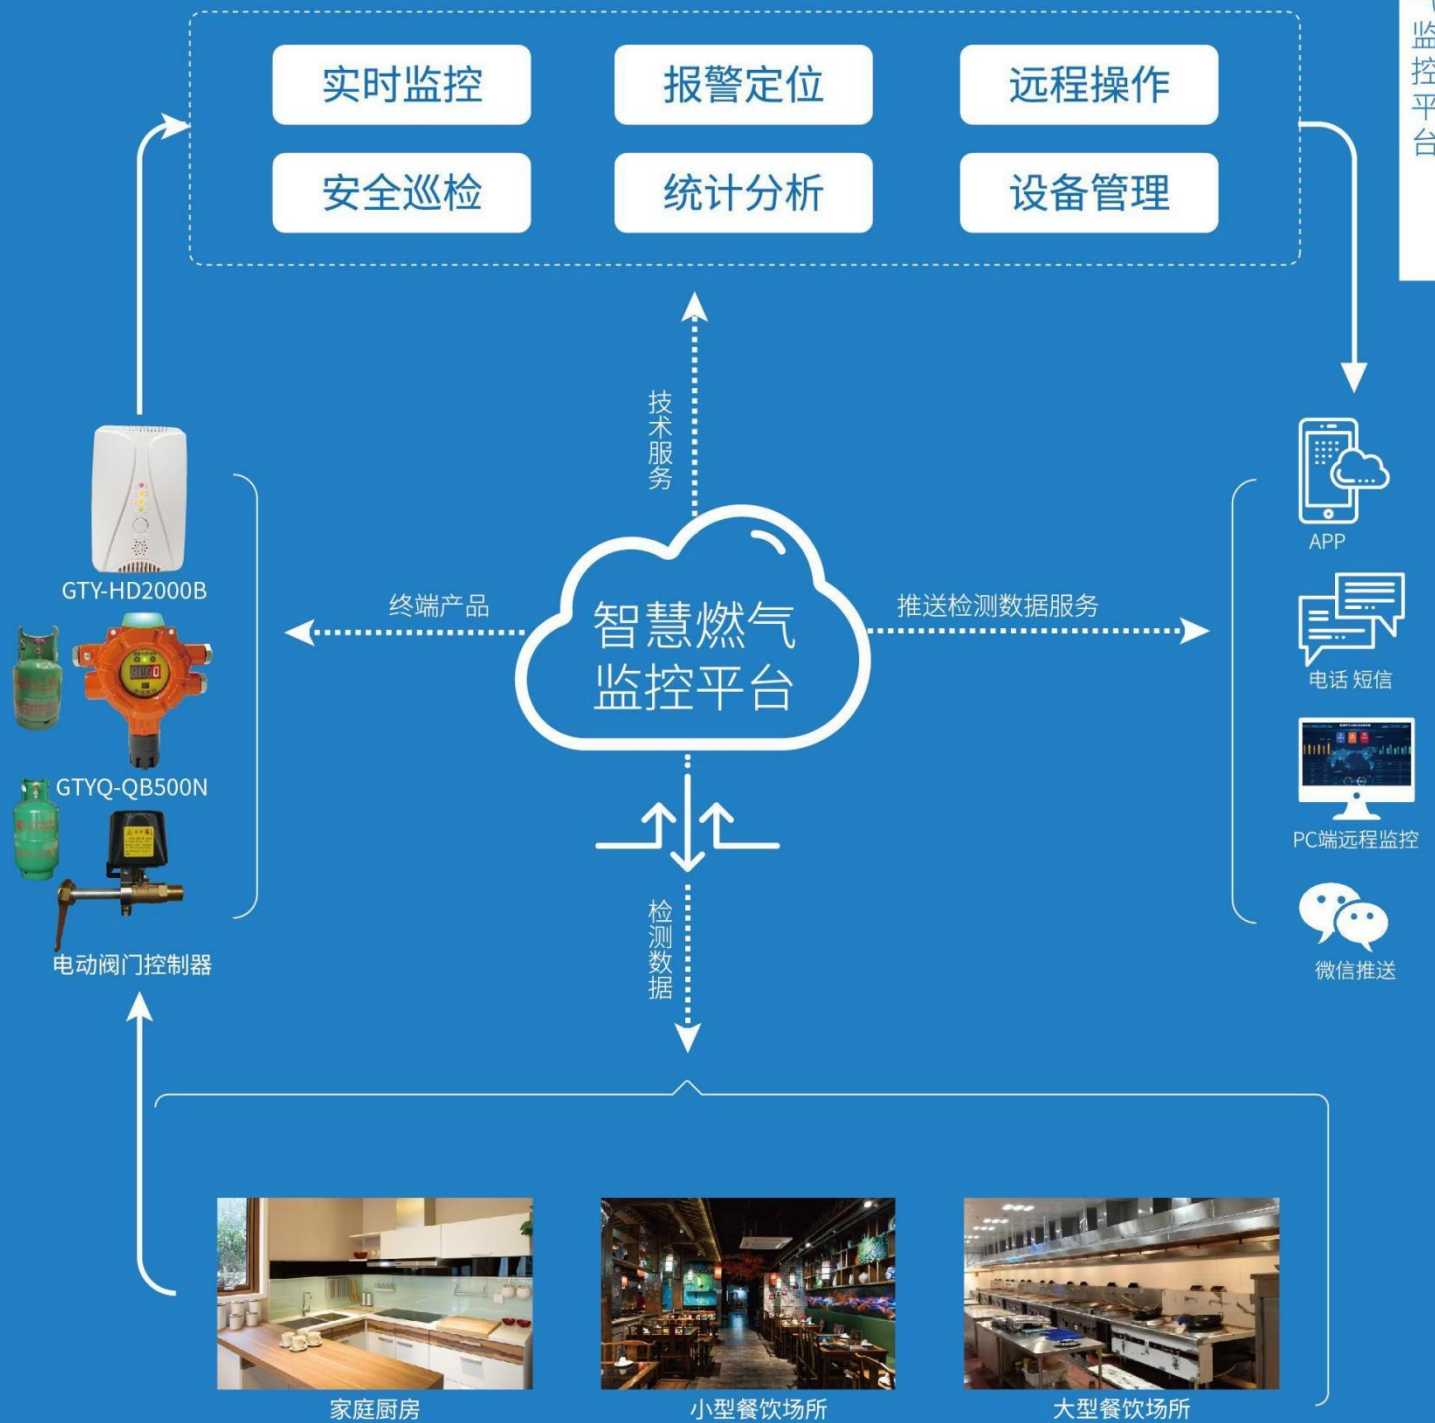 实时监控
报警定位
远程操作
安全巡检
统计分析
设备管理
监控平台
技术服务
GTY-HD2000B
终端产品
智慧燃气
监控平台
推送检测数据服务
APP
电话 短信
GTYQ-QB500N
PC端远程监控
电动阀门控制器
检测数据
微信推送
家庭厨房
小型餐饮场所
大型餐饮场所